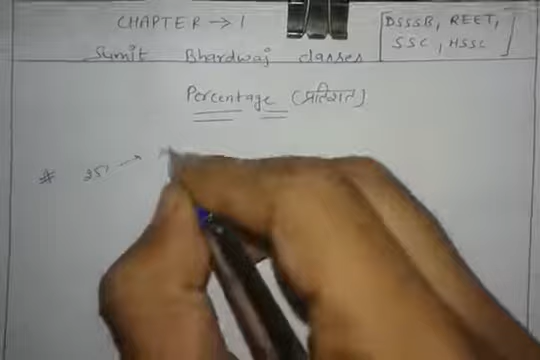 CHAPTER → 1
Sumit Bhardwaj classes
[DSSSB, REET,
SSC, HSSC]
Percentage (प्रतिशत)
# 25% →